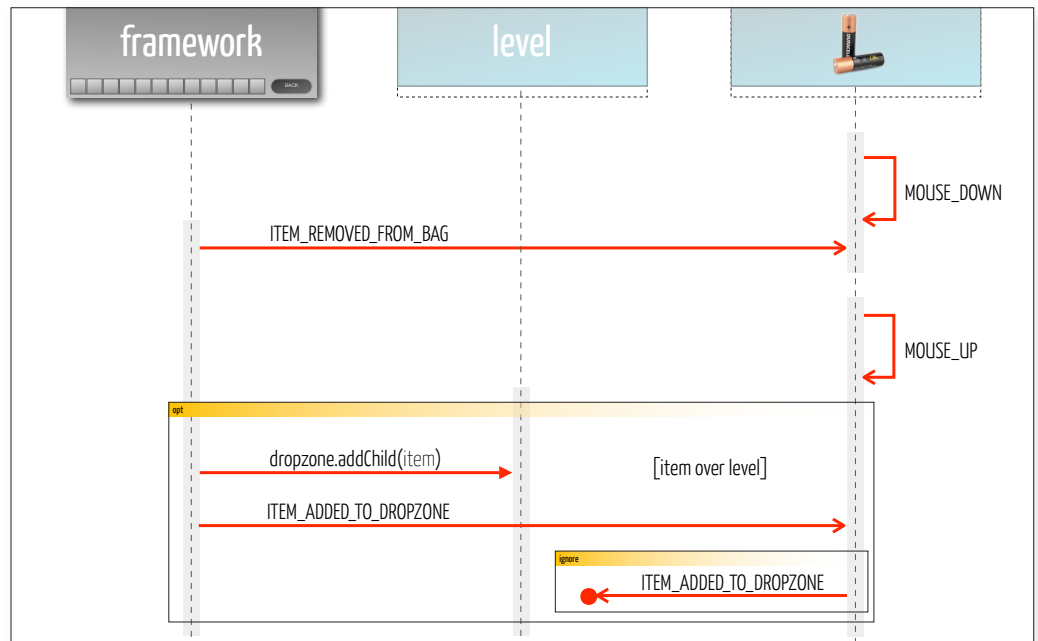 framework
level
BACK
MOUSE_DOWN
ITEM_REMOVED_FROM_BAG
MOUSE_UP
opt
dropzone.addChild(item)
[item over level]
ITEM_ADDED_TO_DROPZONE
ignore
ITEM_ADDED_TO_DROPZONE